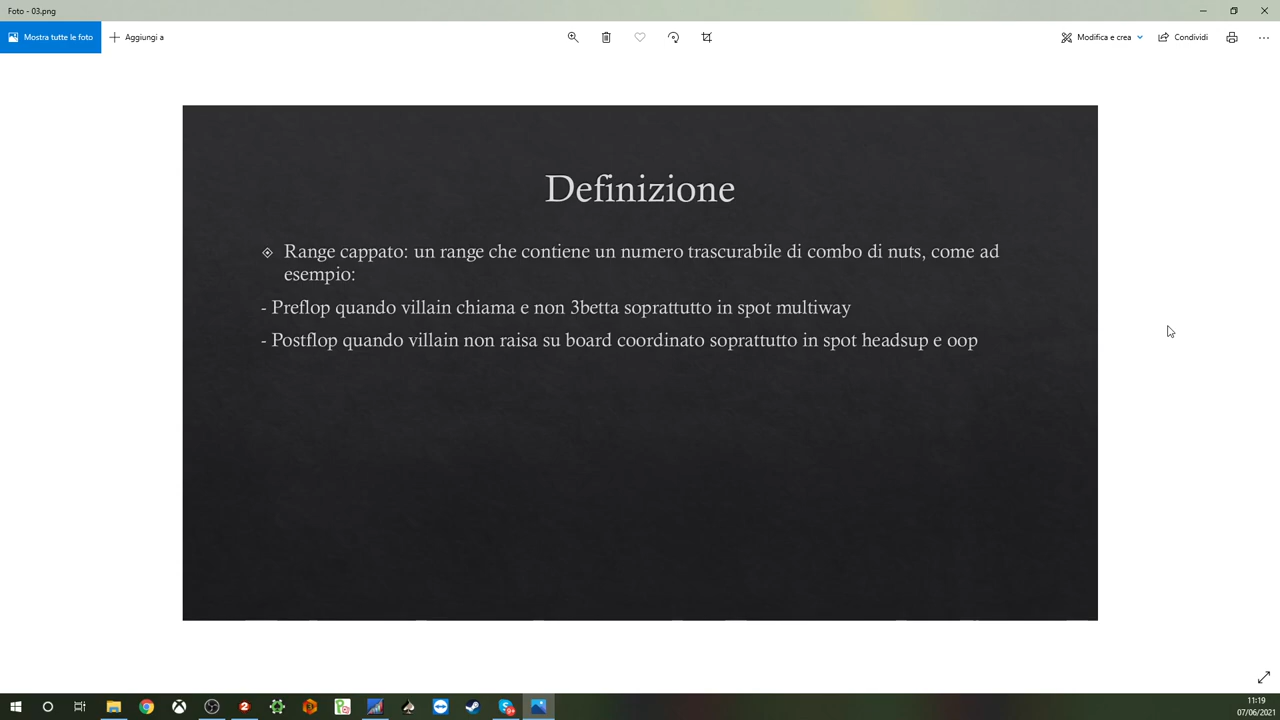 Foto - 03.png
Mostra tutte le foto
Aggiungi a
Modifica e crea
Condividi
Definizione
Range cappato: un range che contiene un numero trascurabile di combo di nuts, come ad
esempio:
- Preflop quando villain chiama e non 3betta soprattutto in spot multiway
- Postflop quando villain non raisa su board coordinato soprattutto in spot headsup e oop
11:19
07/06/2021